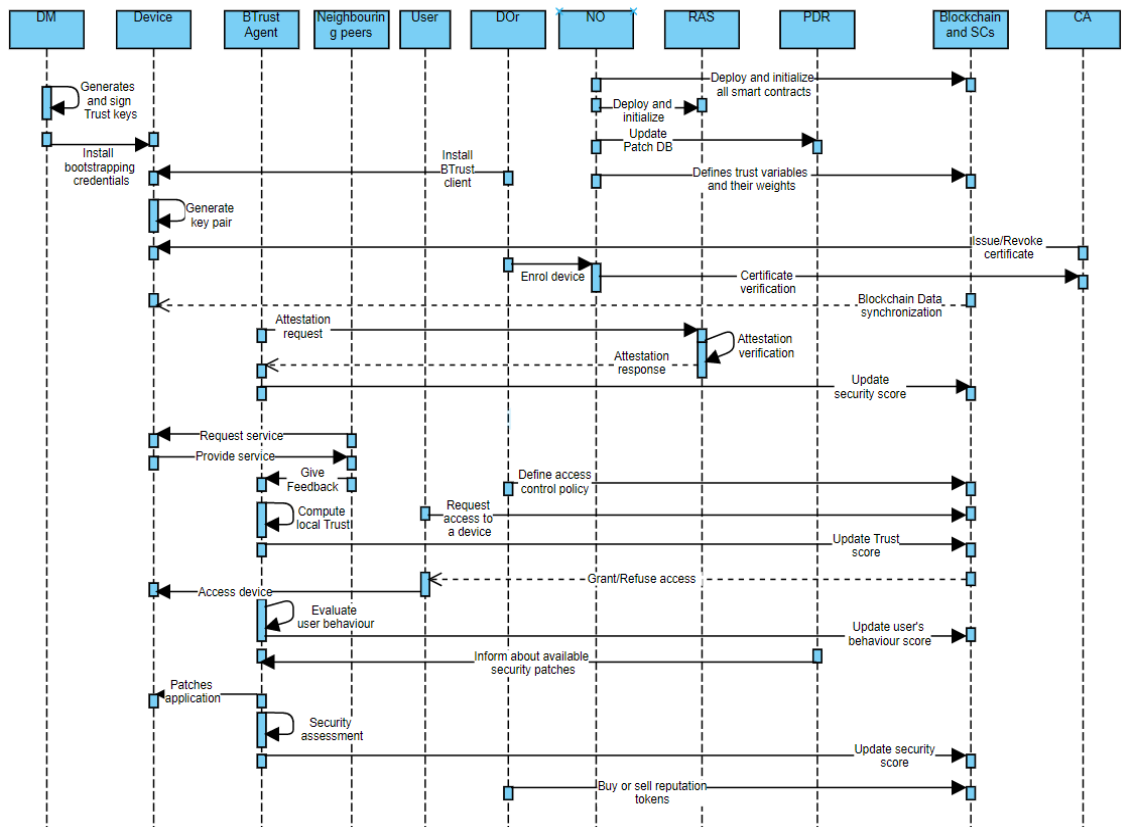 DM
Device
BTrust
Agent
Neighbourin
g peers
User
DOr
NO
RAS
PDR
Blockchain
and SCs
CA
Generates
and sign
Trust keys
Deploy and initialize
all smart contracts
Deploy and
initialize
Update
Patch DB
Install
bootstrapping
credentials
Install
BTrust
client
Defines trust variables
and their weights
Generate
key pair
Issue/Revoke
certificate
Enrol device
Certificate
verification
Blockchain Data
synchronization
Attestation
request
Attestation
verification
Attestation
response
Update
security score
Request service
Provide service
Give
Feedback
Define access
control policy
Compute
local Trust
Request
access to
a device
Update Trust
score
Grant/Refuse access
Access device
Evaluate
user behaviour
Update user's
behaviour score
Inform about available
security patches
Patches
application
Security
assessment
Update security
score
Buy or sell reputation
tokens